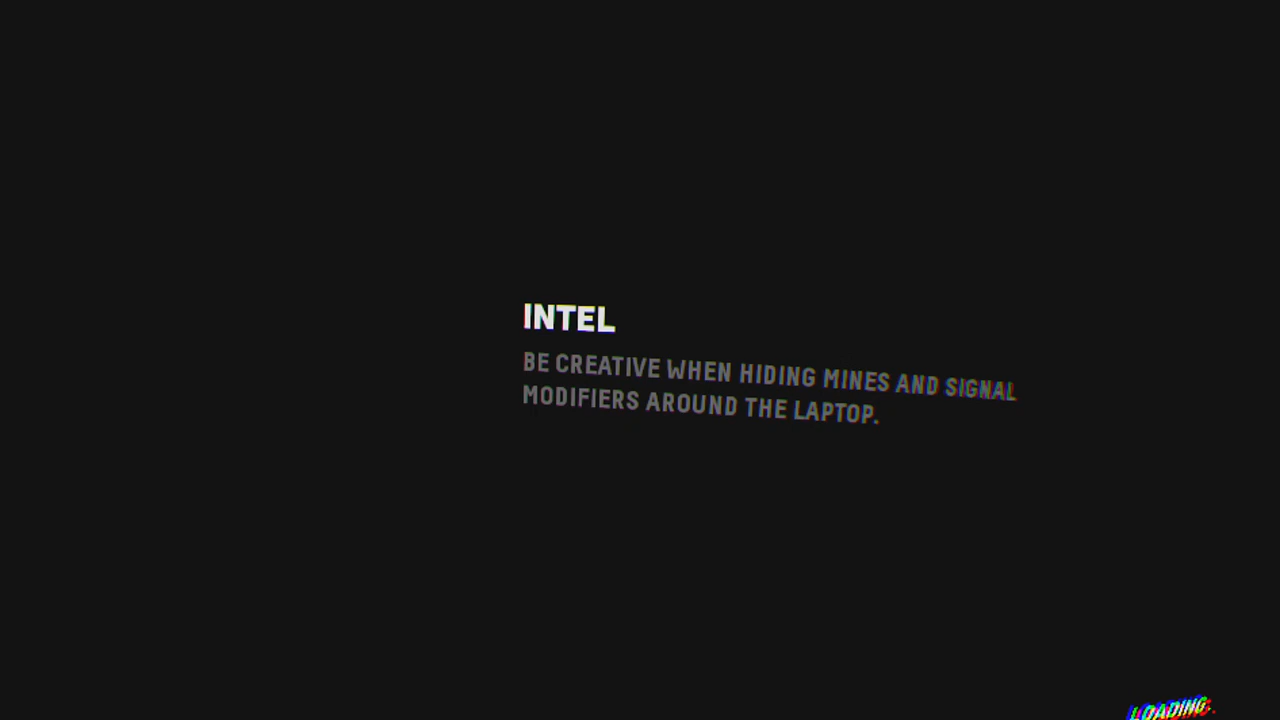 INTEL
BE CREATIVE WHEN HIDING MINES AND SIGNAL
MODIFIERS AROUND THE LAPTOP.
LOADING.